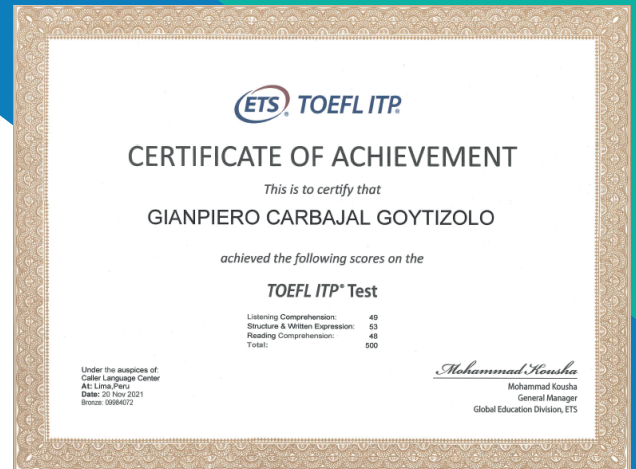 ETS® TOEFL ITP®
CERTIFICATE OF ACHIEVEMENT
This is to certify that
GIANPIERO CARBAJAL GOYTIZOLO
achieved the following scores on the
TOEFL ITP® Test
Listening Comprehension: 49
Structure & Written Expression: 53
Reading Comprehension: 48
Total: 500
Under the auspices of:
Caller Language Center
At: Lima,Peru
Date: 20 Nov 2021
Bronze: 09984072
Mohammad Kousha
Mohammad Kousha
General Manager
Global Education Division, ETS